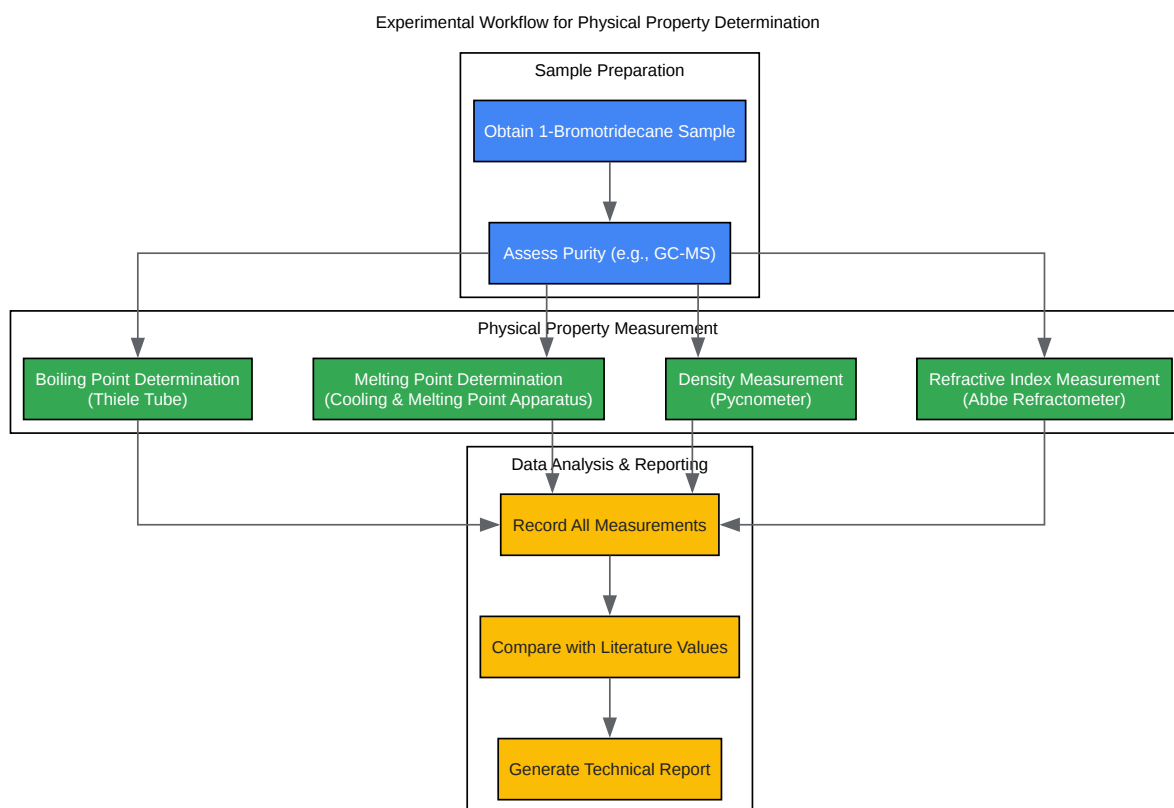 Experimental Workflow for Physical Property Determination
Sample Preparation
Obtain 1-Bromotridecane Sample
Assess Purity (e.g., GC-MS)
Physical Property Measurement
Boiling Point Determination
(Thiele Tube)
Melting Point Determination
(Cooling & Melting Point Apparatus)
Density Measurement
(Pycnometer)
Refractive Index Measurement
(Abbe Refractometer)
Data Analysis & Reporting
Record All Measurements
Compare with Literature Values
Generate Technical Report